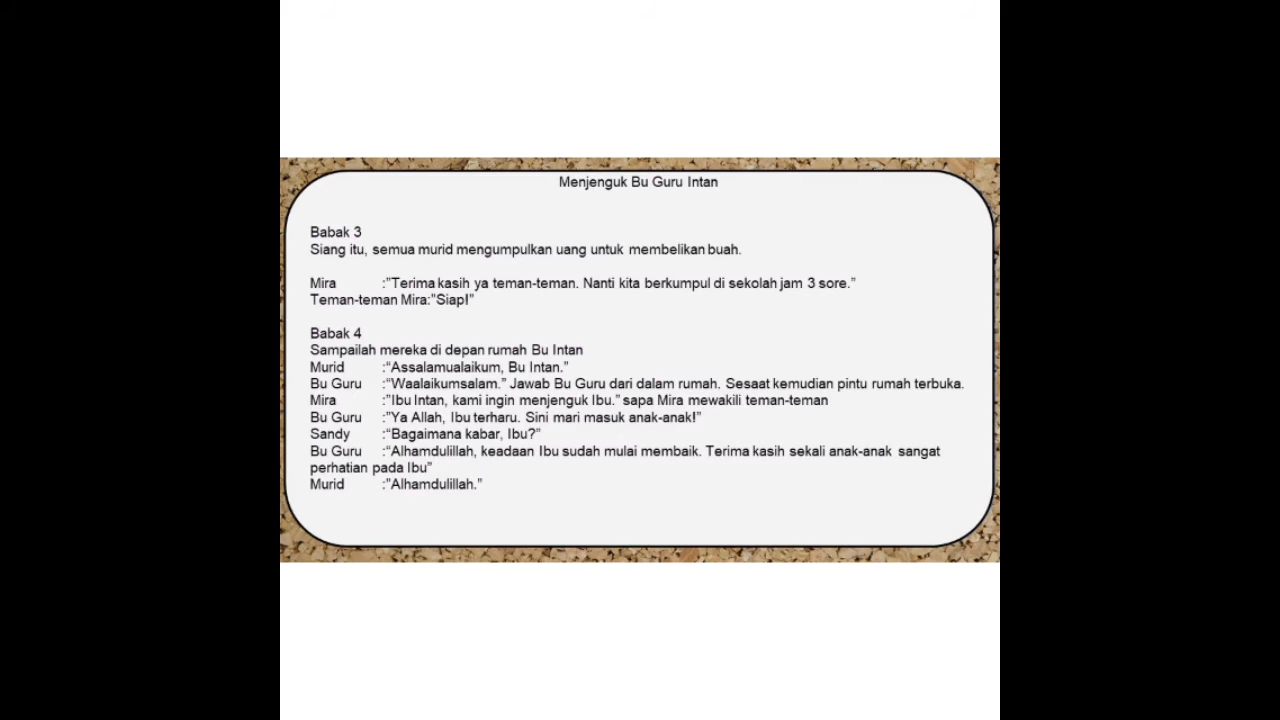 Menjenguk Bu Guru Intan
Babak 3
Siang itu, semua murid mengumpulkan uang untuk membelikan buah.
Mira :"Terima kasih ya teman-teman. Nanti kita berkumpul di sekolah jam 3 sore."
Teman-teman Mira:"Siap!"
Babak 4
Sampailah mereka di depan rumah Bu Intan
Murid :"Assalamualaikum, Bu Intan."
Bu Guru :"Waalaikumsalam." Jawab Bu Guru dari dalam rumah. Sesaat kemudian pintu rumah terbuka.
Mira :"Ibu Intan, kami ingin menjenguk Ibu." sapa Mira mewakili teman-teman
Bu Guru :"Ya Allah, Ibu terharu. Sini mari masuk anak-anak!"
Sandy :"Bagaimana kabar, Ibu?"
Bu Guru :"Alhamdulillah, keadaan Ibu sudah mulai membaik. Terima kasih sekali anak-anak sangat
perhatian pada Ibu"
Murid :"Alhamdulillah."